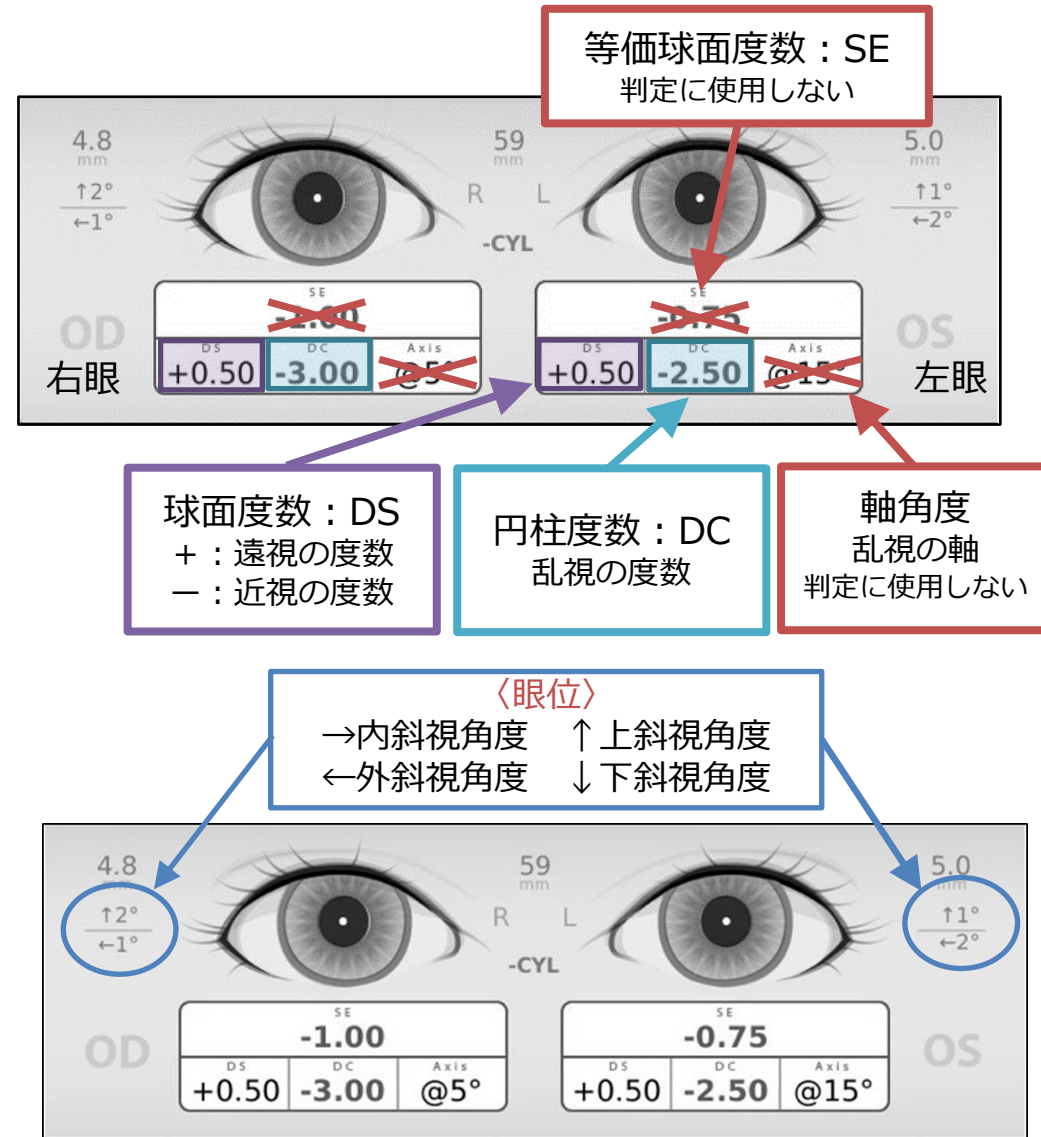 等価球面度数：SE
判定に使用しない
4.8
mm
↑2°
←1°
59
mm
R L
-CYL
5.0
mm
↑1°
←2°
OD
右眼
SE
-1.00
DS DC Axis
+0.50 -3.00 @5°
SE
-0.75
DS DC Axis
+0.50 -2.50 @15°
OS
左眼
球面度数：DS
＋：遠視の度数
－：近視の度数
円柱度数：DC
乱視の度数
軸角度
乱視の軸
判定に使用しない
〈眼位〉
→内斜視角度 ↑上斜視角度
←外斜視角度 ↓下斜視角度
4.8
mm
↑2°
←1°
59
mm
R L
-CYL
5.0
mm
↑1°
←2°
OD
SE
-1.00
DS DC Axis
+0.50 -3.00 @5°
SE
-0.75
DS DC Axis
+0.50 -2.50 @15°
OS